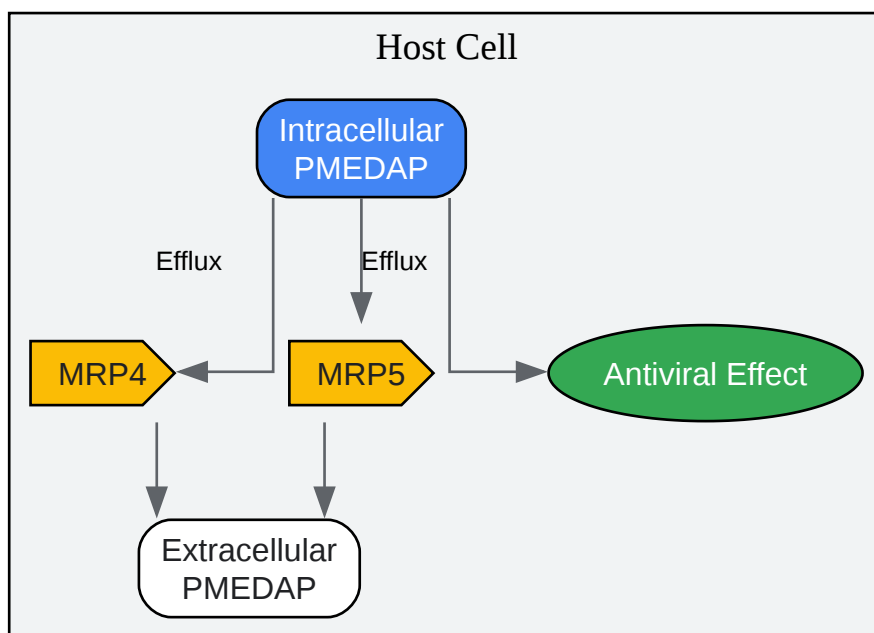 Host Cell
Intracellular
PMEDAP
Efflux
Efflux
MRP4
MRP5
Antiviral Effect
Extracellular
PMEDAP